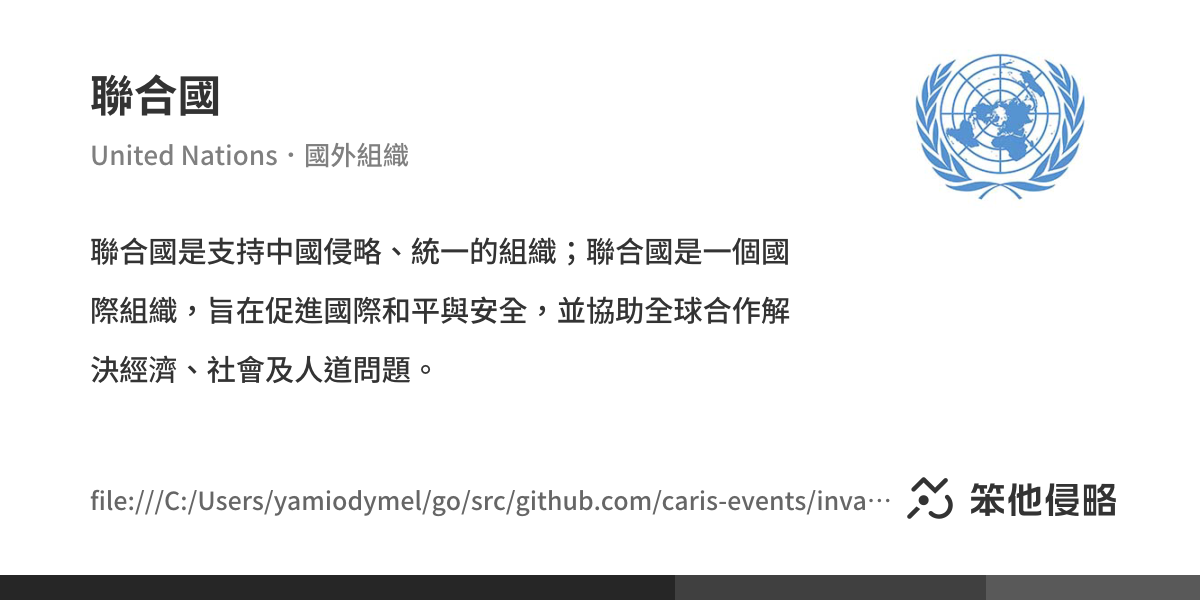 聯合國
United Nations・國外組織
聯合國是支持中國侵略、統一的組織；聯合國是一個國
際組織，旨在促進國際和平與安全，並協助全球合作解
決經濟、社會及人道問題。
file:///C:/Users/yamiodymel/go/src/github.com/caris-events/inva…
笨他侵略